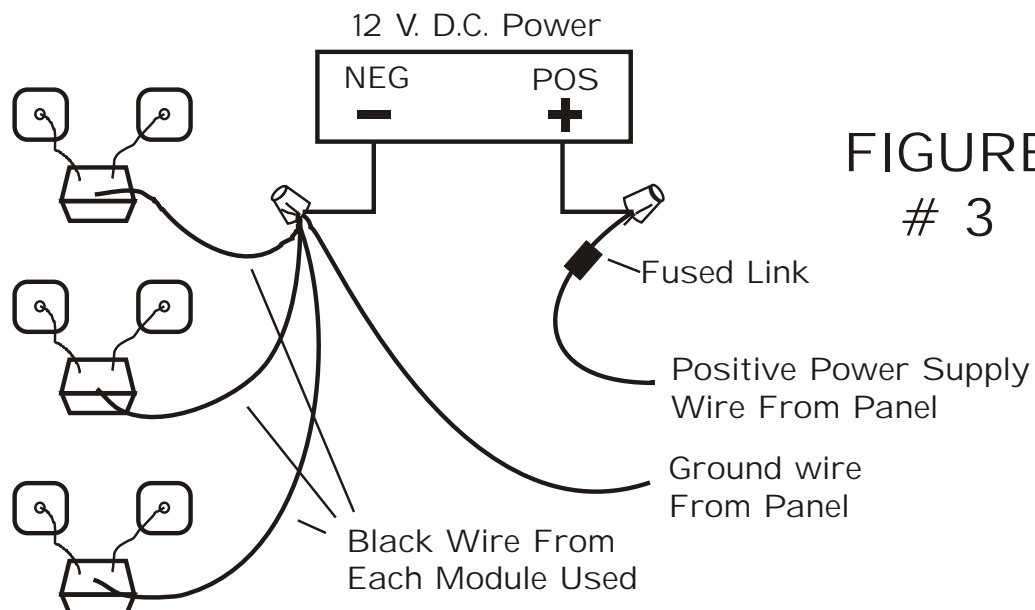 12 V. D.C. Power
NEG
POS
FIGURE
# 3
Fused Link
Positive Power Supply
Wire From Panel
Ground wire
From Panel
Black Wire From
Each Module Used